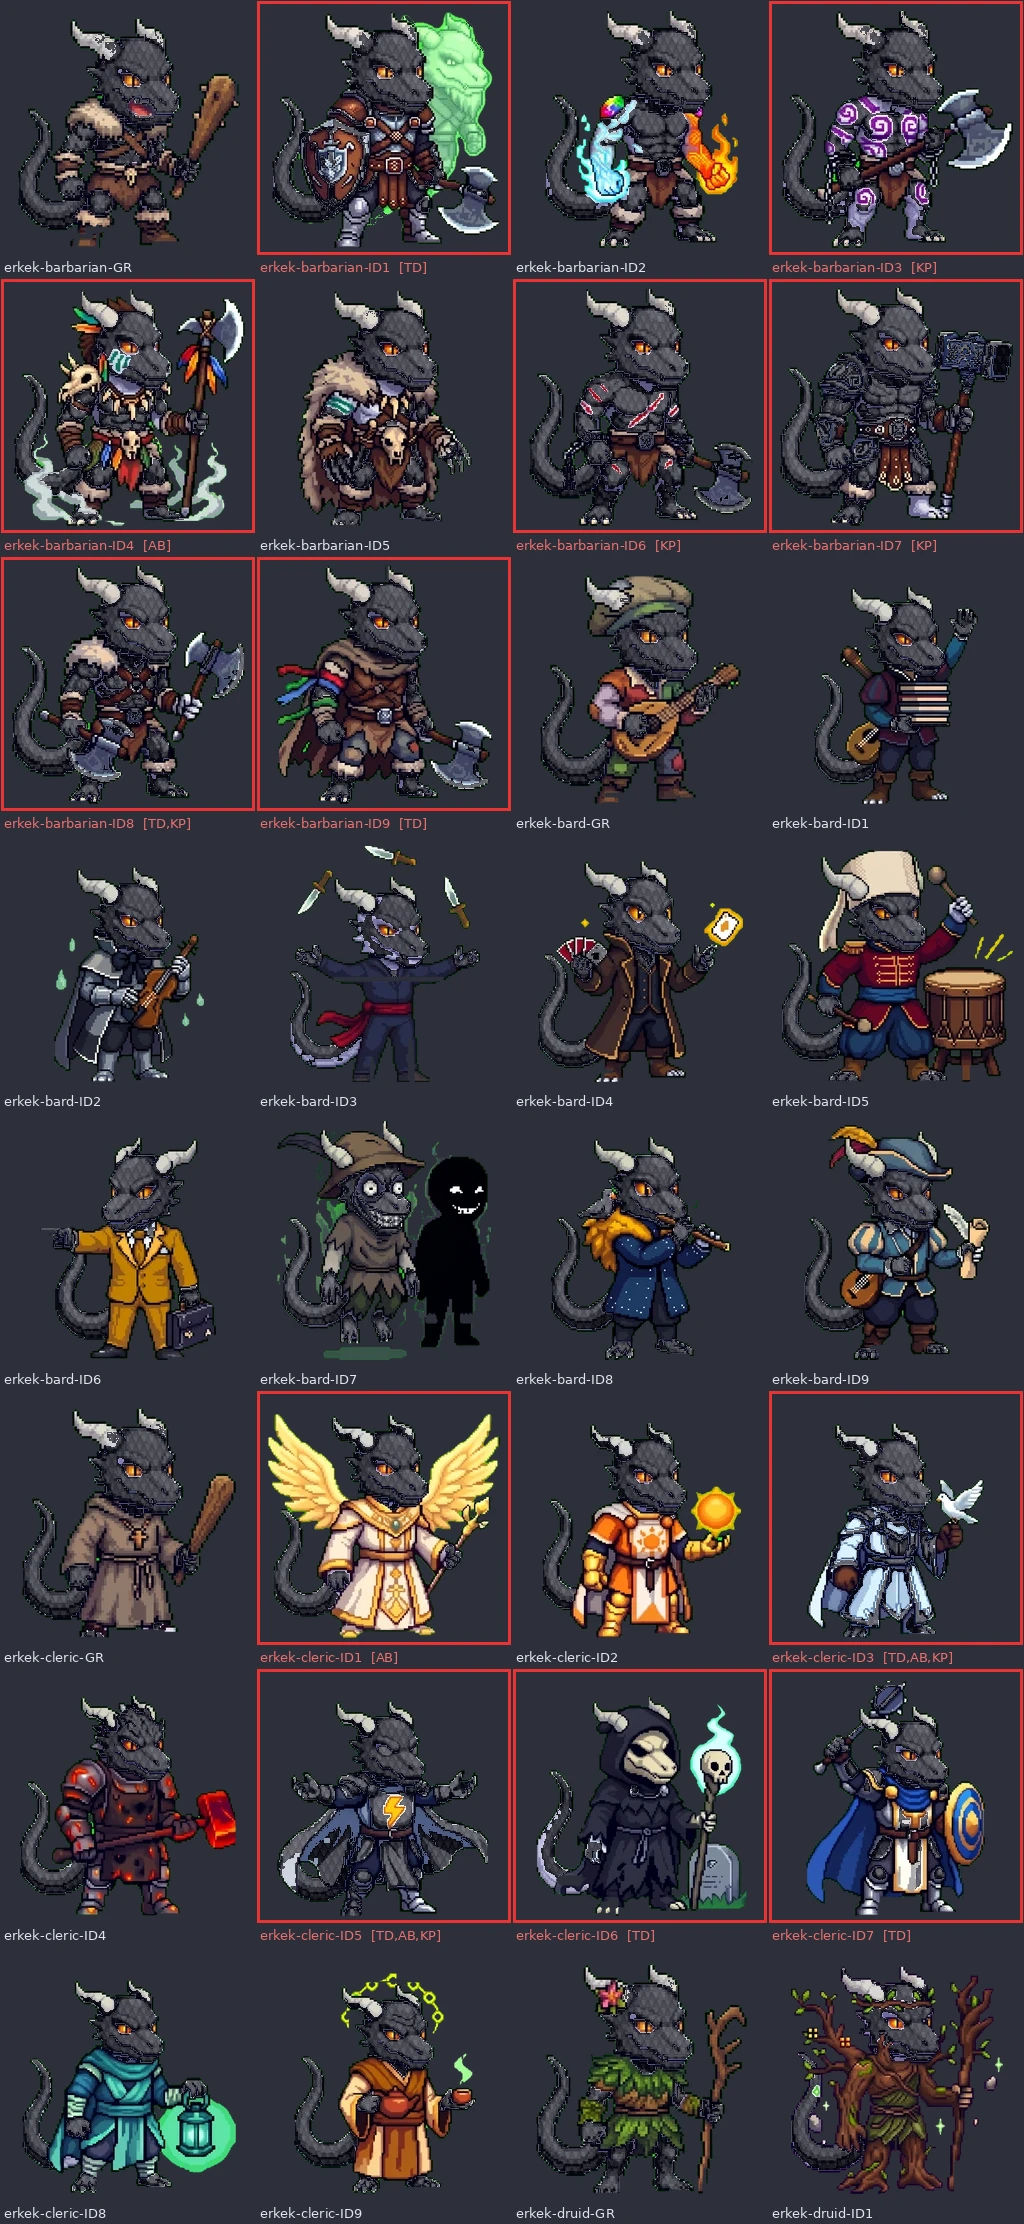 erkek-barbarian-GR
erkek-barbarian-ID1 [TD]
erkek-barbarian-ID2
erkek-barbarian-ID3 [KP]
erkek-barbarian-ID4 [AB]
erkek-barbarian-ID5
erkek-barbarian-ID6 [KP]
erkek-barbarian-ID7 [KP]
erkek-barbarian-ID8 [TD,KP]
erkek-barbarian-ID9 [TD]
erkek-bard-GR
erkek-bard-ID1
erkek-bard-ID2
erkek-bard-ID3
erkek-bard-ID4
erkek-bard-ID5
erkek-bard-ID6
erkek-bard-ID7
erkek-bard-ID8
erkek-bard-ID9
erkek-cleric-GR
erkek-cleric-ID1 [AB]
erkek-cleric-ID2
erkek-cleric-ID3 [TD,AB,KP]
erkek-cleric-ID4
erkek-cleric-ID5 [TD,AB,KP]
erkek-cleric-ID6 [TD]
erkek-cleric-ID7 [TD]
erkek-cleric-ID8
erkek-cleric-ID9
erkek-druid-GR
erkek-druid-ID1